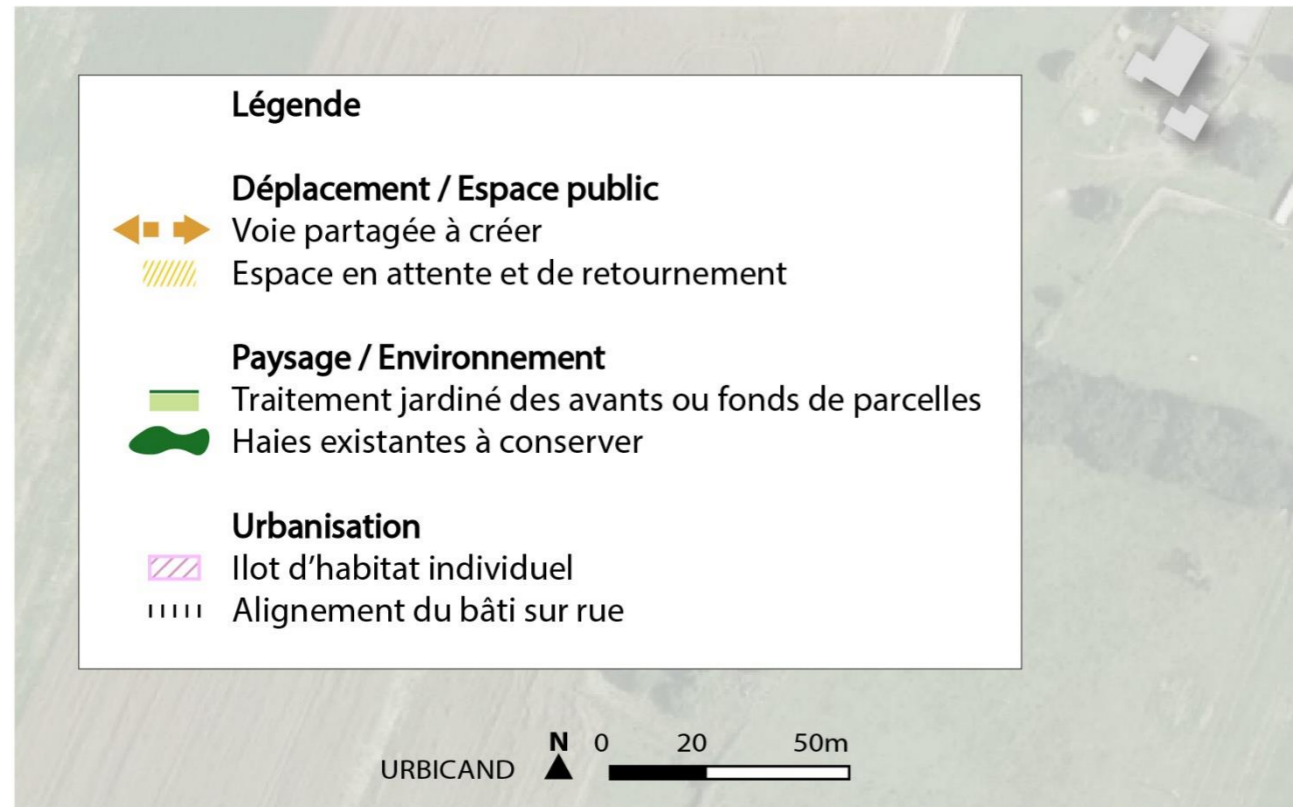 Légende
Déplacement / Espace public
Voie partagée à créer
Espace en attente et de retournement
Paysage / Environnement
Traitement jardiné des avants ou fonds de parcelles
Haies existantes à conserver
Urbanisation
Ilot d'habitat individuel
Alignement du bâti sur rue
N 0 20 50m
URBICAND